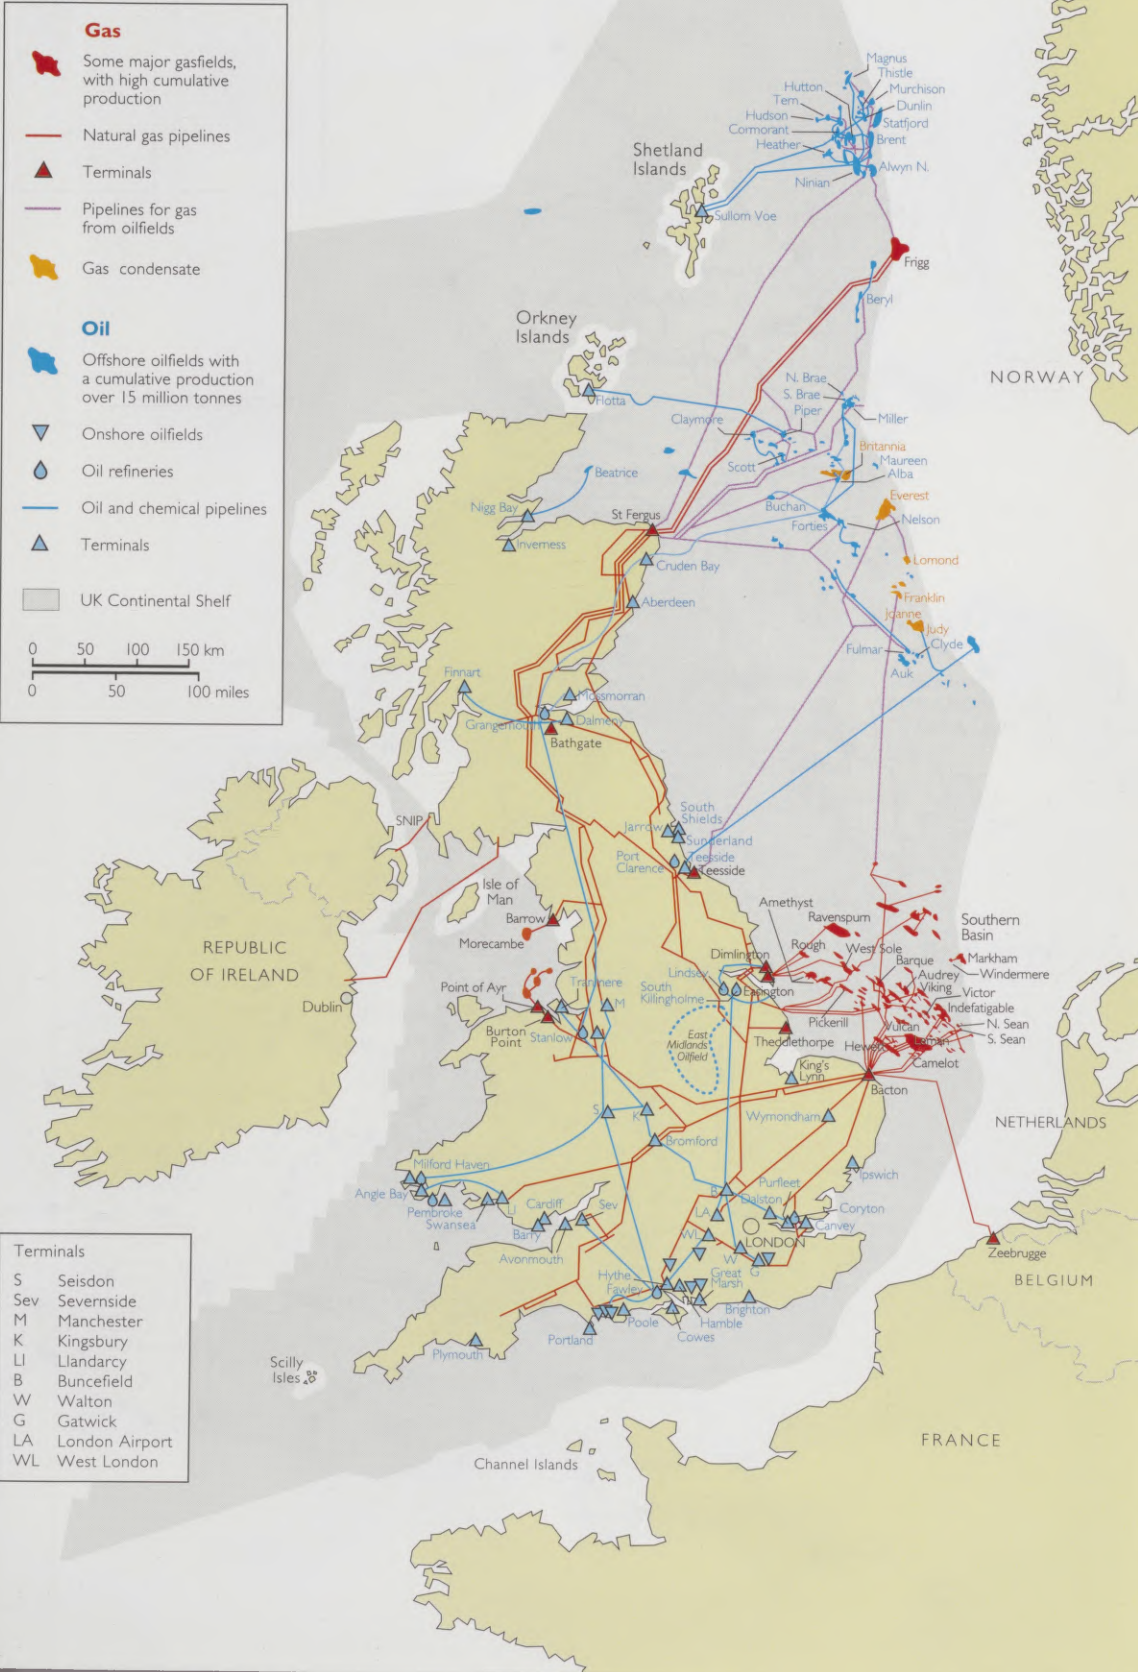 Gas
Some major gasfields,
with high cumulative
production
Natural gas pipelines
Terminals
Pipelines for gas
from oilfields
Gas condensate
Oil
Offshore oilfields with
a cumulative production
over 15 million tonnes
Onshore oilfields
Oil refineries
Oil and chemical pipelines
Terminals
UK Continental Shelf
0 50 100 150 km
0 50 100 miles
Magnus
Thistle
Hutton
Murchison
Tern
Dunlin
Hudson
Statfjord
Cormorant
Brent
Heather
Alwyn N.
Ninian
Shetland
Islands
Sullom Voe
Frigg
Beryl
Orkney
Islands
NORWAY
Flotta
N. Brae
S. Brae
Piper
Miller
Claymore
Britannia
Maureen
Scott
Alba
Beatrice
Everest
Nigg Bay
St Fergus
Buchan
Forties
Nelson
Inverness
Cruden Bay
Lomond
Aberdeen
Franklin
Joanne
Judy
Fulmar
Clyde
Auk
Finnart
Mossmorran
Grangemouth
Dalmeny
Bathgate
SNIP
South
Shields
Jarrow
Sunderland
Port
Clarence
Teesside
Teesside
Isle of
Man
Barrow
Morecambe
REPUBLIC
OF IRELAND
Dublin
Amethyst
Ravenspurn
Southern
Basin
Rough
West Sole
Dimlington
Markham
Barque
Windermere
Lindsey
Easington
Audrey
South
Killingholme
Viking
Victor
Indefatigable
Point of Ayr
Tranmere
M
Burton
Point
Stanlow
East
Midlands
Oilfield
Pickerill
Vulcan
N. Sean
S. Sean
Theddlethorpe
Hewett
Leman
Camelot
King's
Lynn
Bacton
S
K
Wymondham
Bromford
NETHERLANDS
Milford Haven
Ipswich
Angle Bay
Pembroke
Swansea
Ll
Cardiff
Barry
Sev
Avonmouth
B
Purfleet
Dalston
Coryton
Canvey
LA
WL
LONDON
W
G
Zeebrugge
BELGIUM
Hythe
Fawley
Great
Marsh
Hamble
Brighton
Poole
Cowes
Portland
Plymouth
Scilly
Isles
Channel Islands
FRANCE
Terminals
S Seisdon
Sev Severnside
M Manchester
K Kingsbury
Ll Llandarcy
B Buncefield
W Walton
G Gatwick
LA London Airport
WL West London